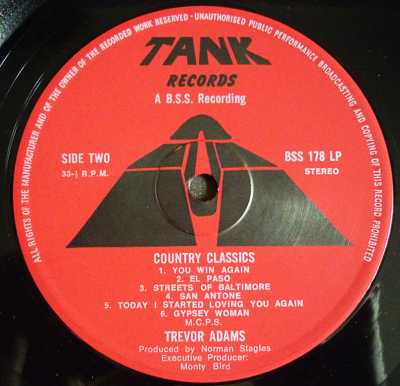 ALL RIGHTS OF THE MANUFACTURER AND OF THE OWNER OF THE RECORDED WORK RESERVED - UNAUTHORISED PUBLIC PERFORMANCE BROADCASTING AND COPYING OF THIS RECORD PROHIBITED
TANK
RECORDS
A B.S.S. Recording
SIDE TWO
33-⅓ R.P.M.
BSS 178 LP
STEREO
COUNTRY CLASSICS
1. YOU WIN AGAIN
2. EL PASO
3. STREETS OF BALTIMORE
4. SAN ANTONE
5. TODAY I STARTED LOVING YOU AGAIN
6. GYPSEY WOMAN
M.C.P.S.
TREVOR ADAMS
Produced by Norman Stagles
Executive Producer:
Monty Bird